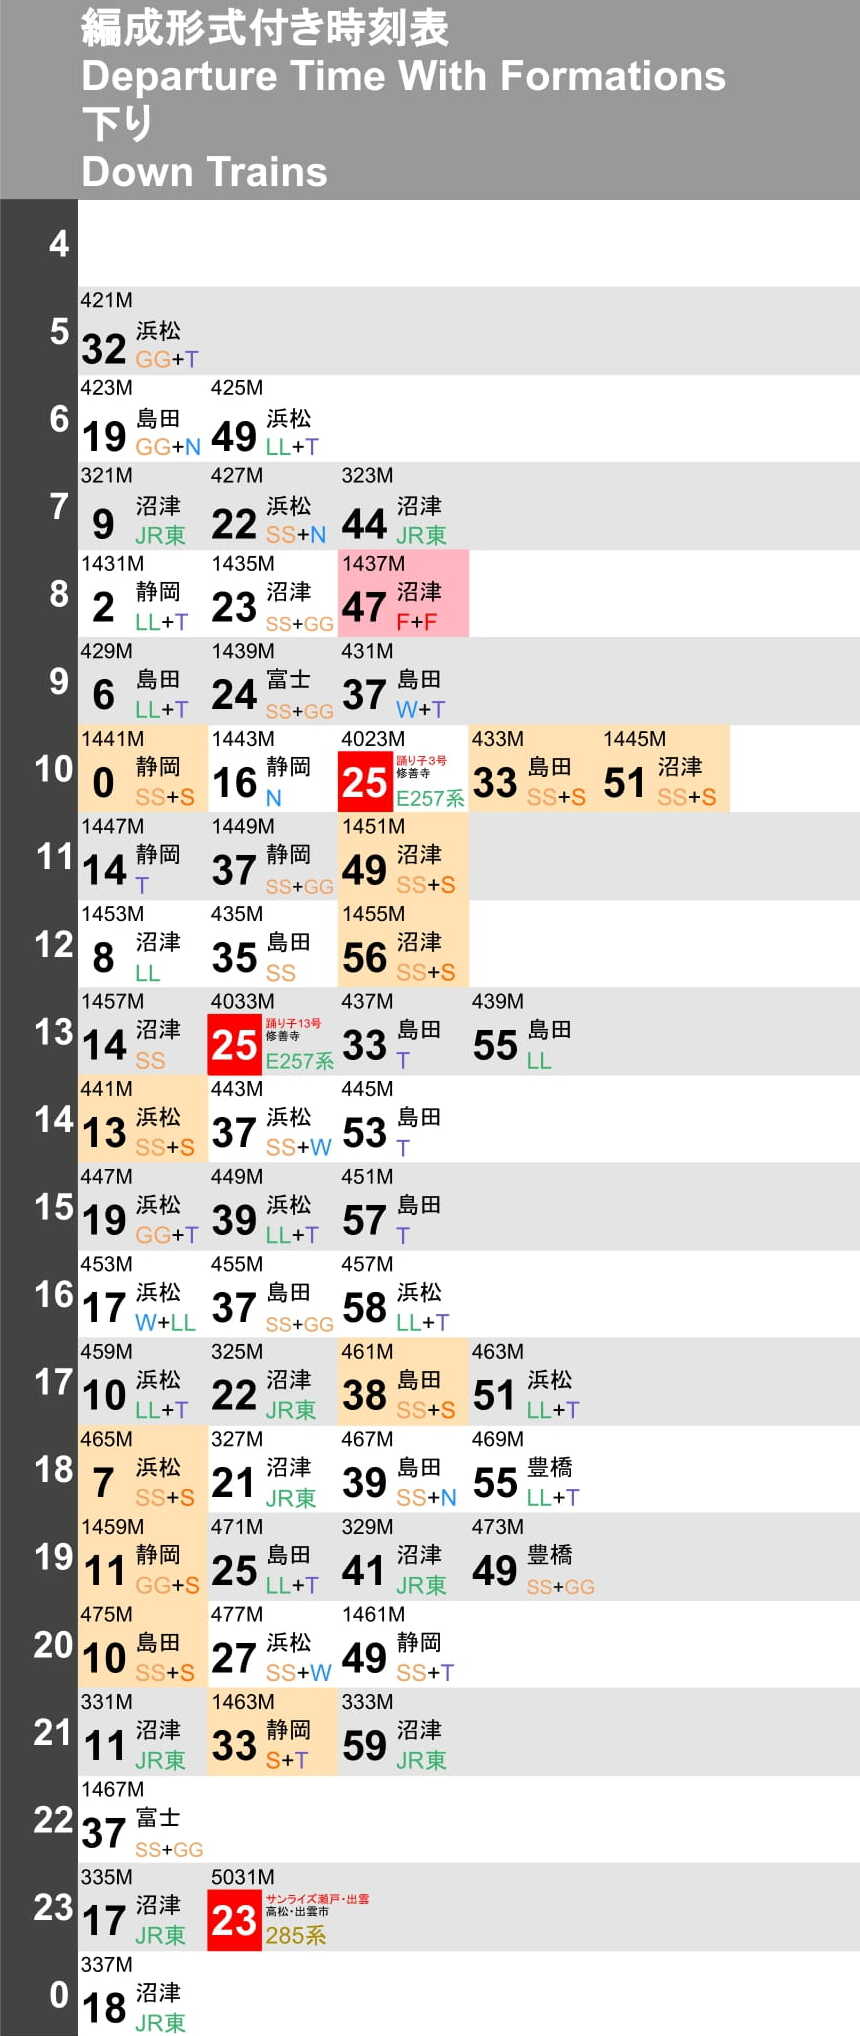 編成形式付き時刻表
Departure Time With Formations
下り
Down Trains
4
5
421M
32 浜松
GG+T
6
423M 425M
19 島田 49 浜松
GG+N LL+T
7
321M 427M 323M
9 沼津 22 浜松 44 沼津
JR東 SS+N JR東
8
1431M 1435M 1437M
2 静岡 23 沼津 47 沼津
LL+T SS+GG F+F
9
429M 1439M 431M
6 島田 24 富士 37 島田
LL+T SS+GG W+T
10
1441M 1443M 4023M 433M 1445M
0 静岡 16 静岡 25 踊り子3号 修善寺 33 島田 51 沼津
SS+S N E257系 SS+S SS+S
11
1447M 1449M 1451M
14 静岡 37 静岡 49 沼津
T SS+GG SS+S
12
1453M 435M 1455M
8 沼津 35 島田 56 沼津
LL SS SS+S
13
1457M 4033M 437M 439M
14 沼津 25 踊り子13号 修善寺 33 島田 55 島田
SS E257系 T LL
14
441M 443M 445M
13 浜松 37 浜松 53 島田
SS+S SS+W T
15
447M 449M 451M
19 浜松 39 浜松 57 島田
GG+T LL+T T
16
453M 455M 457M
17 浜松 37 島田 58 浜松
W+LL SS+GG LL+T
17
459M 325M 461M 463M
10 浜松 22 沼津 38 島田 51 浜松
LL+T JR東 SS+S LL+T
18
465M 327M 467M 469M
7 浜松 21 沼津 39 島田 55 豊橋
SS+S JR東 SS+N LL+T
19
1459M 471M 329M 473M
11 静岡 25 島田 41 沼津 49 豊橋
GG+S LL+T JR東 SS+GG
20
475M 477M 1461M
10 島田 27 浜松 49 静岡
SS+S SS+W SS+T
21
331M 1463M 333M
11 沼津 33 静岡 59 沼津
JR東 S+T JR東
22
1467M
37 富士
SS+GG
23
335M 5031M
17 沼津 23 サンライズ瀬戸・出雲 高松・出雲市
JR東 285系
0
337M
18 沼津
JR東